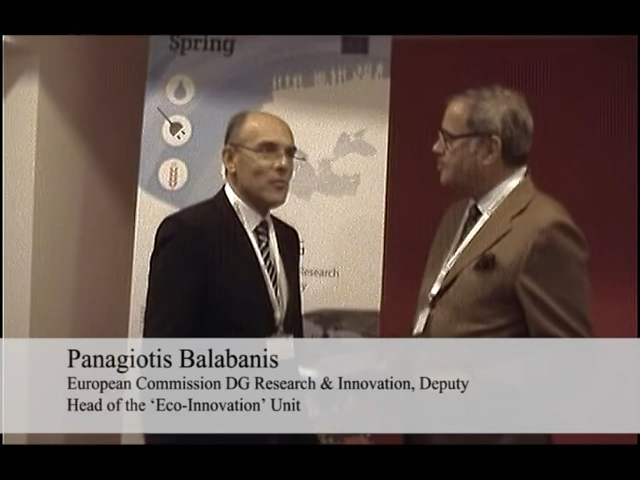 Spring
Research
Panagiotis Balabanis
European Commission DG Research & Innovation, Deputy
Head of the ‘Eco-Innovation’ Unit